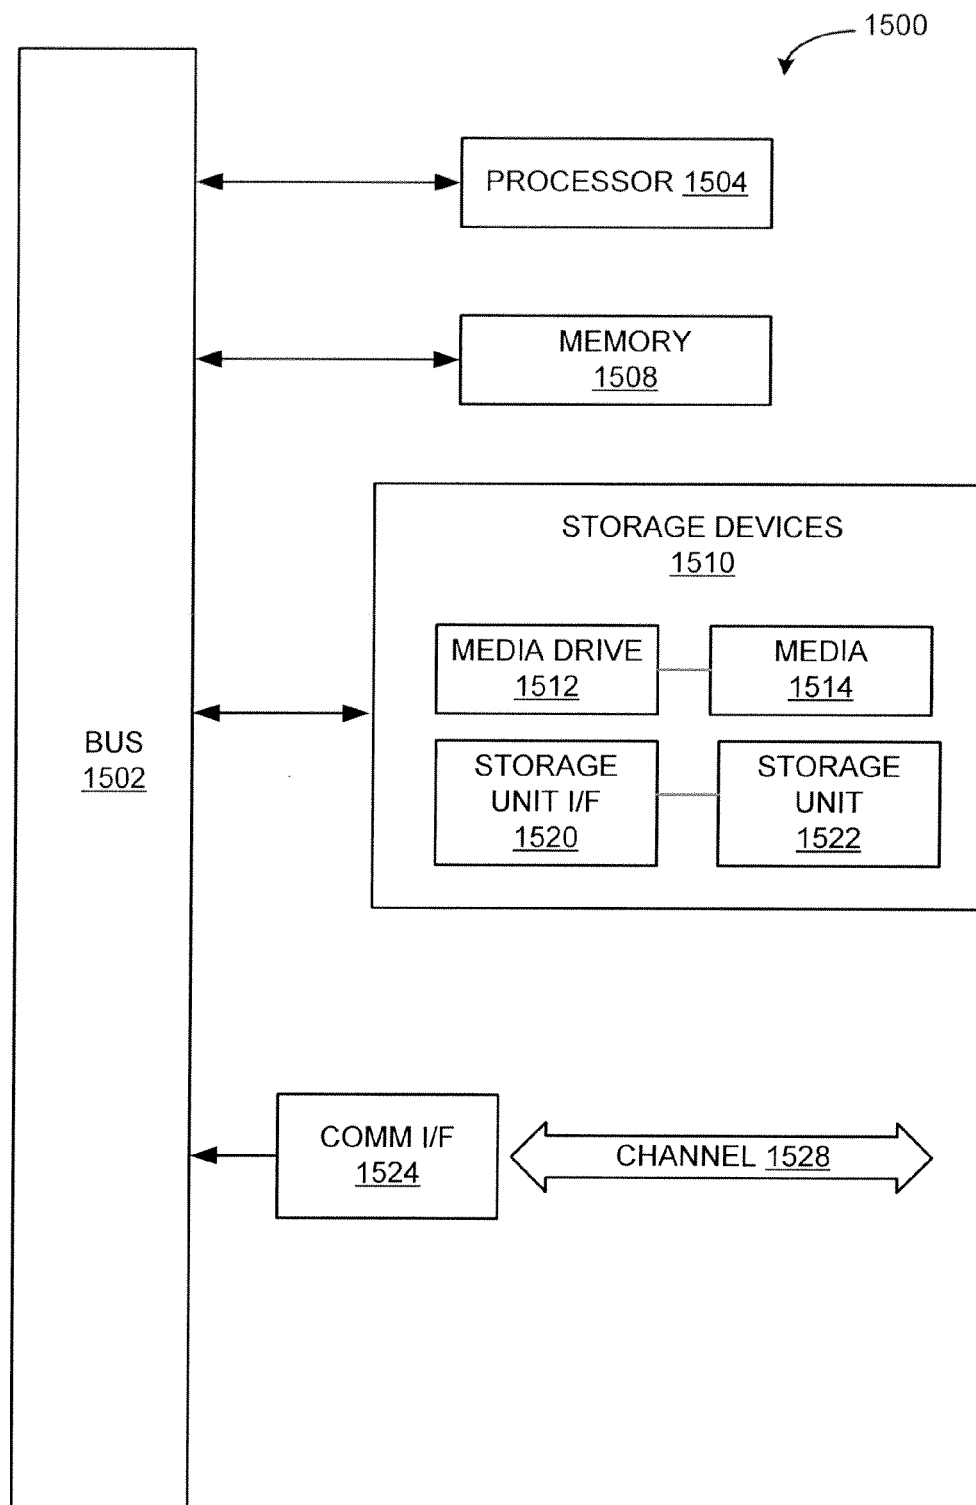 1500
PROCESSOR 1504
MEMORY
1508
STORAGE DEVICES
1510
MEDIA DRIVE
1512
MEDIA
1514
BUS
1502
STORAGE
UNIT I/F
1520
STORAGE
UNIT
1522
COMM I/F
1524
CHANNEL 1528